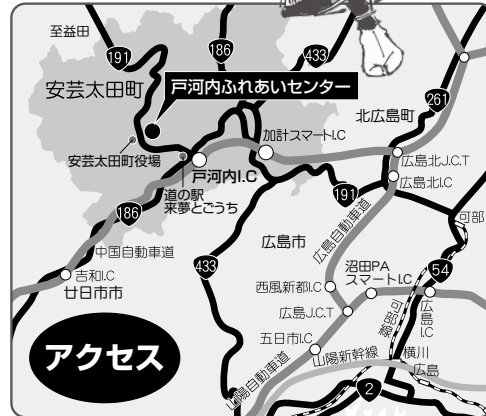 至益田
191
186
433
安芸太田町
戸河内ふれあいセンター
261
北広島町
加計スマートI.C
安芸太田町役場
戸河内I.C
広島北J.C.T
広島北I.C
道の駅
来夢とごうち
191
186
可部
広島自動車道
中国自動車道
広島市
433
54
沼田PA
スマートI.C
吉和I.C
廿日市市
西風新都I.C
広島J.C.T
可部線
広島I.C
五日市I.C
アクセス
山陽新幹線
横川
広島
山陽自動車道
2